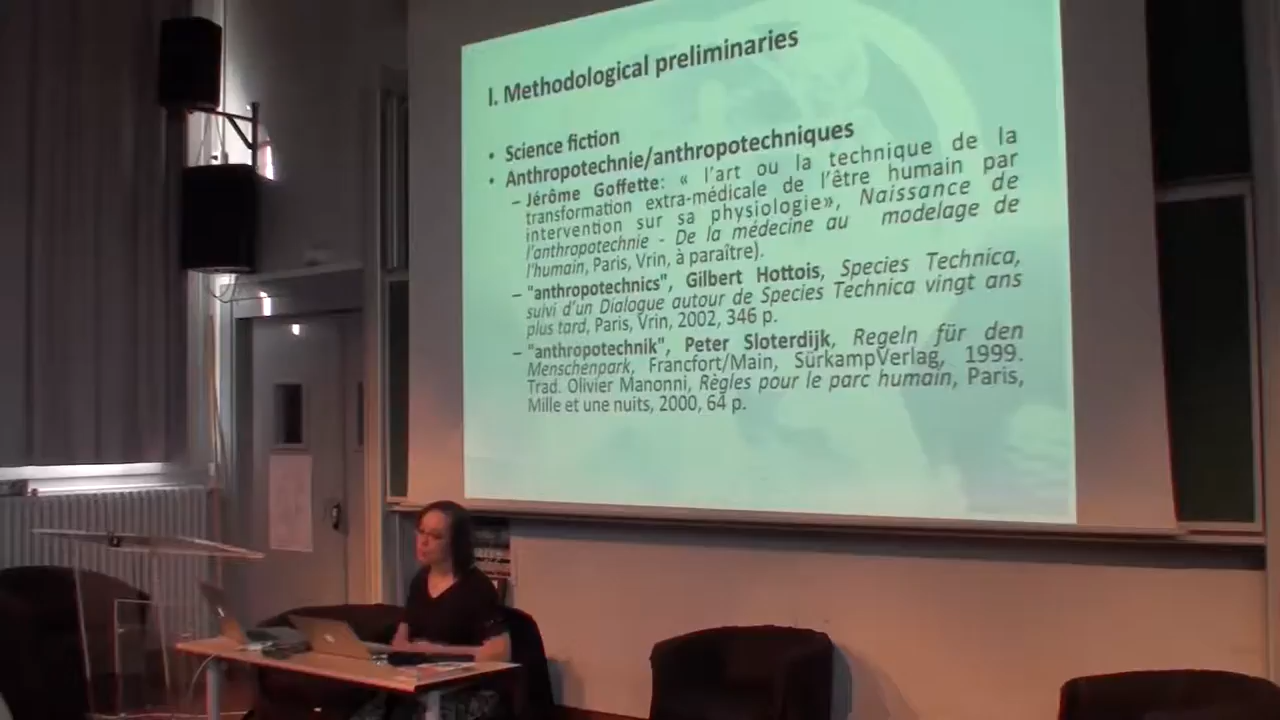 I. Methodological preliminaries
• Science fiction
• Anthropotechnie/anthropotechniques
– Jérôme Goffette: « l'art ou la technique de la
transformation extra-médicale de l'être humain par
intervention sur sa physiologie», Naissance de
l'anthropotechnie - De la médecine au modelage de
l'humain, Paris, Vrin, à paraître).
– "anthropotechnics", Gilbert Hottois, Species Technica,
suivi d'un Dialogue autour de Species Technica vingt ans
plus tard, Paris, Vrin, 2002, 346 p.
– "anthropotechnik", Peter Sloterdijk, Regeln für den
Menschenpark, Francfort/Main, SürkampVerlag, 1999.
Trad. Olivier Manonni, Règles pour le parc humain, Paris,
Mille et une nuits, 2000, 64 p.